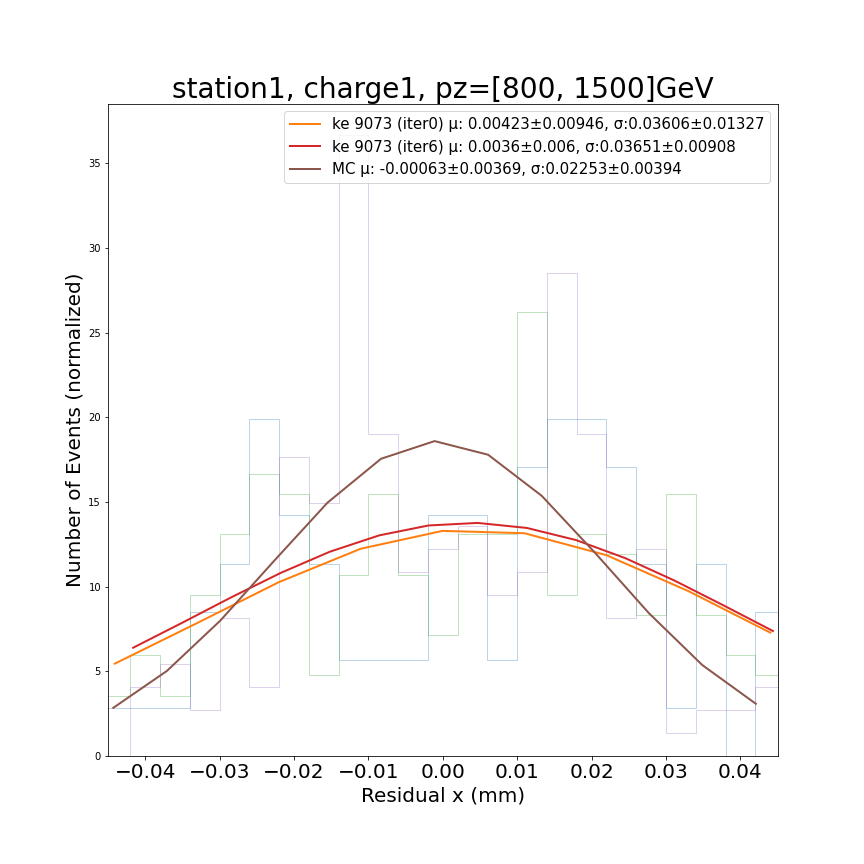 station1, charge1, pz=[800, 1500]GeV
ke 9073 (iter0) μ: 0.00423±0.00946, σ:0.03606±0.01327
ke 9073 (iter6) μ: 0.0036±0.006, σ:0.03651±0.00908
MC μ: -0.00063±0.00369, σ:0.02253±0.00394
Number of Events (normalized)
35
30
25
20
15
10
5
0
−0.04 −0.03 −0.02 −0.01 0.00 0.01 0.02 0.03 0.04
Residual x (mm)